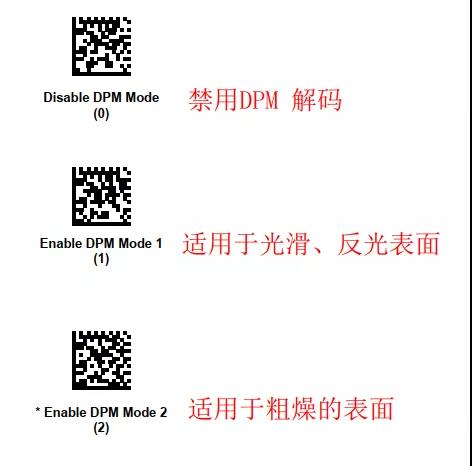 Disable DPM Mode
(0)
禁用DPM 解码
Enable DPM Mode 1
(1)
适用于光滑、反光表面
* Enable DPM Mode 2
(2)
适用于粗燥的表面